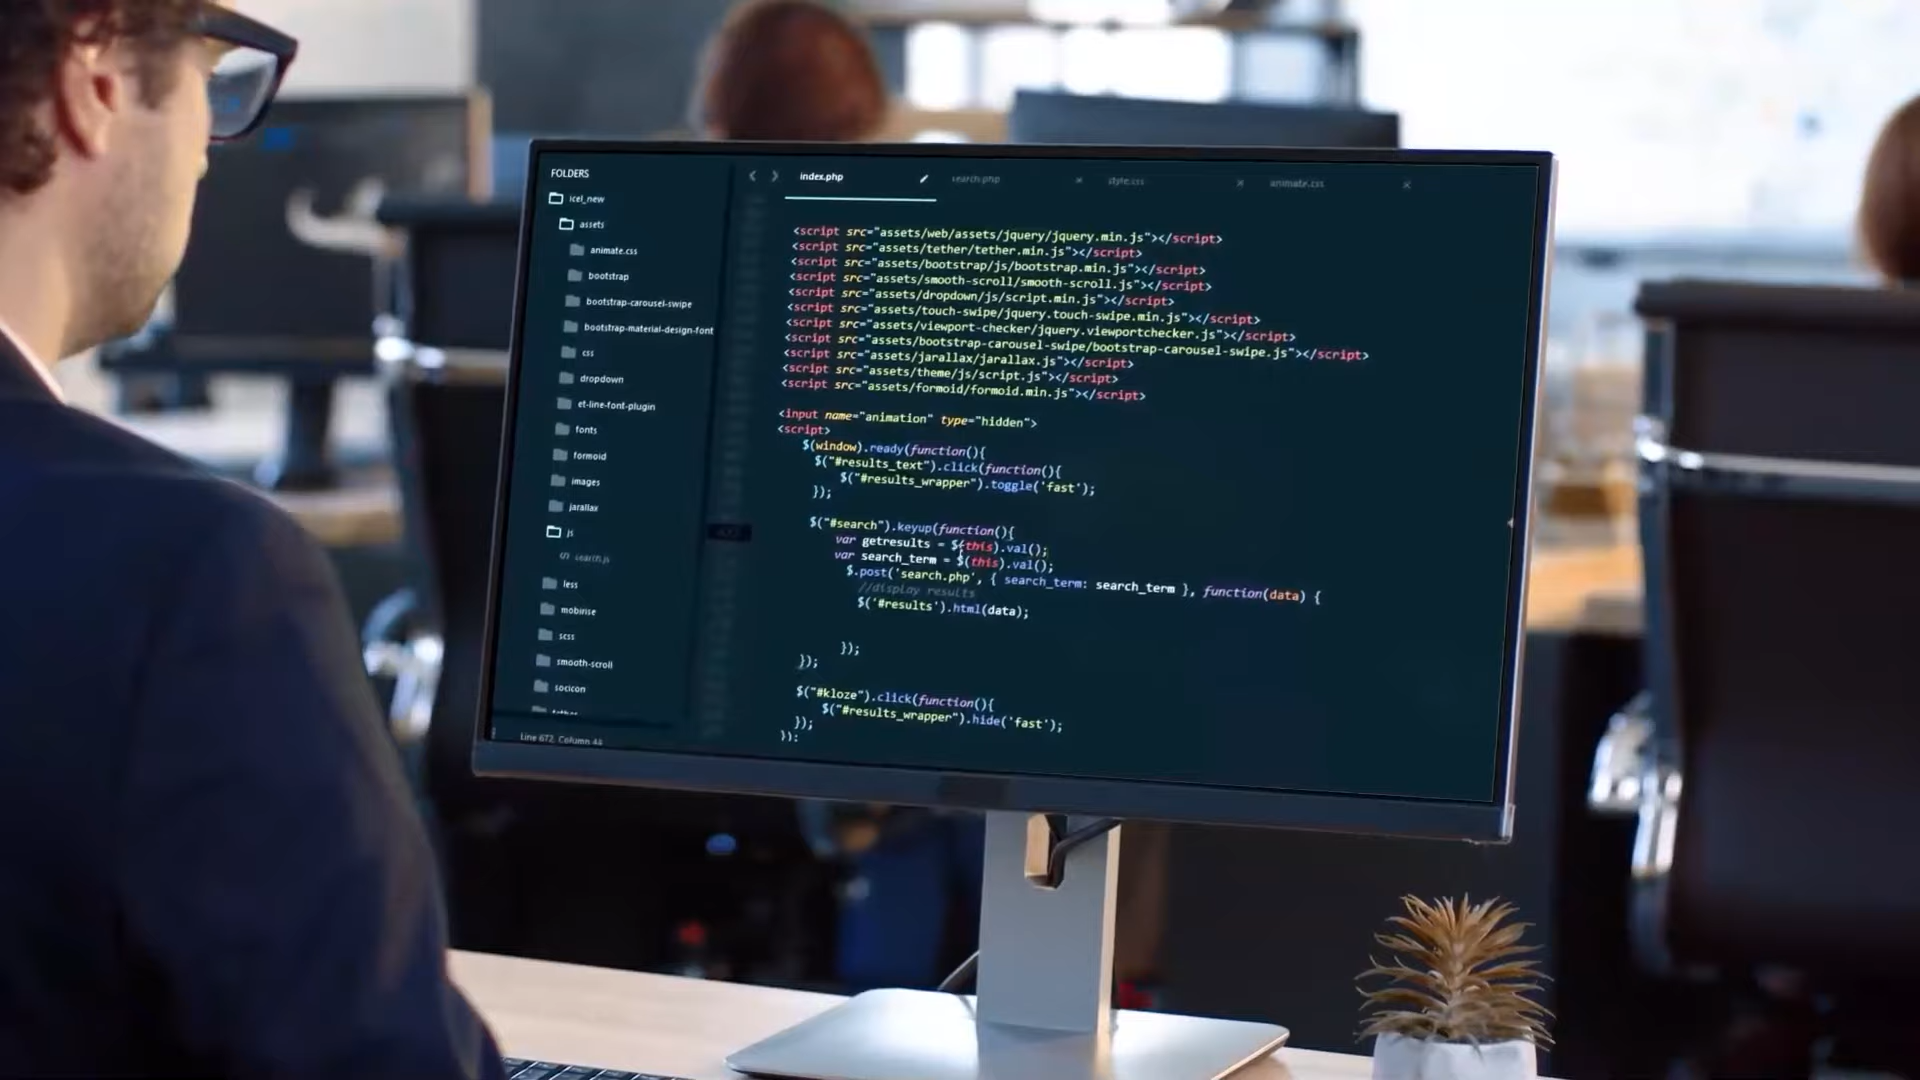 FOLDERS
icel_new
assets
animate.css
bootstrap
bootstrap-carousel-swipe
bootstrap-material-design-font
css
dropdown
et-line-font-plugin
fonts
formoid
images
jarallax
js
search.js
less
mobirise
scss
smooth-scroll
socicon
Line 672, Column 44
index.php
search.php
style.css
animate.css
<script src="assets/web/assets/jquery/jquery.min.js"></script>
<script src="assets/tether/tether.min.js"></script>
<script src="assets/bootstrap/js/bootstrap.min.js"></script>
<script src="assets/smooth-scroll/smooth-scroll.js"></script>
<script src="assets/dropdown/js/script.min.js"></script>
<script src="assets/touch-swipe/jquery.touch-swipe.min.js"></script>
<script src="assets/viewport-checker/jquery.viewportchecker.js"></script>
<script src="assets/bootstrap-carousel-swipe/bootstrap-carousel-swipe.js"></script>
<script src="assets/jarallax/jarallax.js"></script>
<script src="assets/theme/js/script.js"></script>
<script src="assets/formoid/formoid.min.js"></script>
<input name="animation" type="hidden">
<script>
$(window).ready(function(){
$("#results_text").click(function(){
$("#results_wrapper").toggle('fast');
});
$("#search").keyup(function(){
var getresults = $(this).val();
var search_term = $(this).val();
$.post('search.php', { search_term: search_term }, function(data) {
//display results
$('#results').html(data);
});
});
$("#kloze").click(function(){
$("#results_wrapper").hide('fast');
});
});